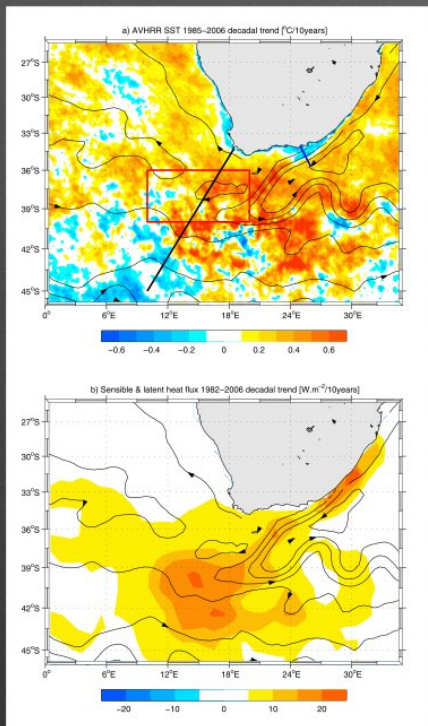 a) AVHRR SST 1985–2006 decadal trend [°C/10years]
27°S
30°S
33°S
36°S
39°S
42°S
45°S
0° 6°E 12°E 18°E 24°E 30°E
-0.6 -0.4 -0.2 0 0.2 0.4 0.6
b) Sensible & latent heat flux 1982–2006 decadal trend [W.m⁻²/10years]
27°S
30°S
33°S
36°S
39°S
42°S
45°S
0° 6°E 12°E 18°E 24°E 30°E
−20 −10 −5 0 5 10 20